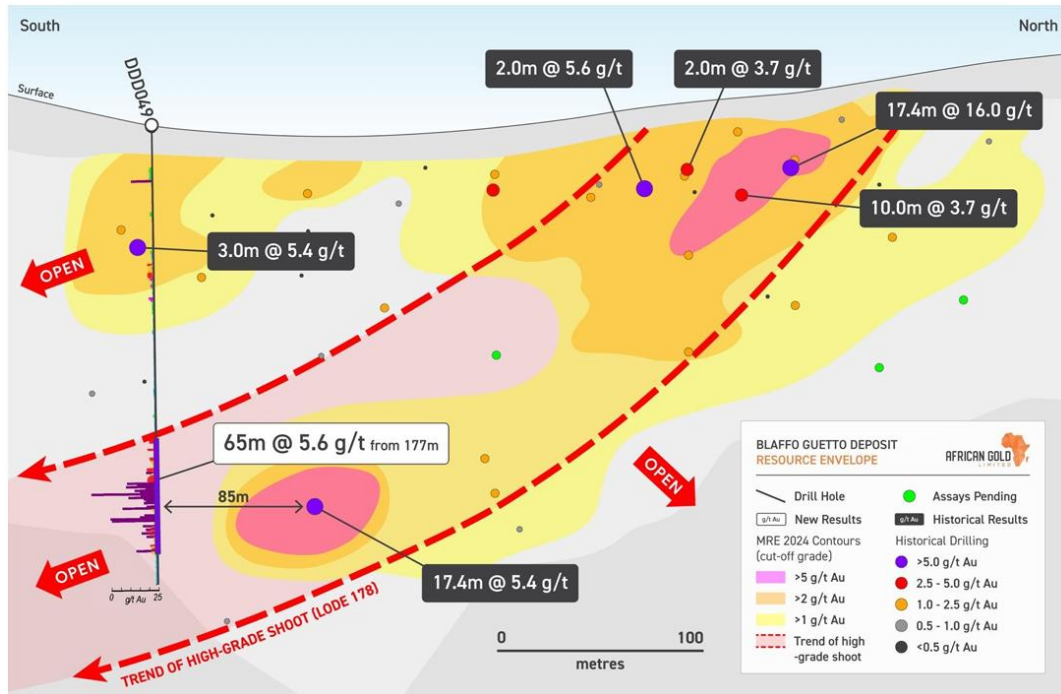 South
North
Surface
DDD049
2.0m @ 5.6 g/t
2.0m @ 3.7 g/t
17.4m @ 16.0 g/t
10.0m @ 3.7 g/t
3.0m @ 5.4 g/t
OPEN
65m @ 5.6 g/t from 177m
85m
OPEN
OPEN
17.4m @ 5.4 g/t
0 25
g/t Au
TREND OF HIGH-GRADE SHOOT (LODE 178)
0 100
metres
BLAFFO GUETTO DEPOSIT
RESOURCE ENVELOPE
AFRICAN GOLD
LIMITED
Drill Hole
Assays Pending
g/t Au New Results
g/t Au Historical Results
MRE 2024 Contours
(cut-off grade)
>5 g/t Au
>2 g/t Au
>1 g/t Au
Trend of high
-grade shoot
Historical Drilling
>5.0 g/t Au
2.5 - 5.0 g/t Au
1.0 - 2.5 g/t Au
0.5 - 1.0 g/t Au
<0.5 g/t Au